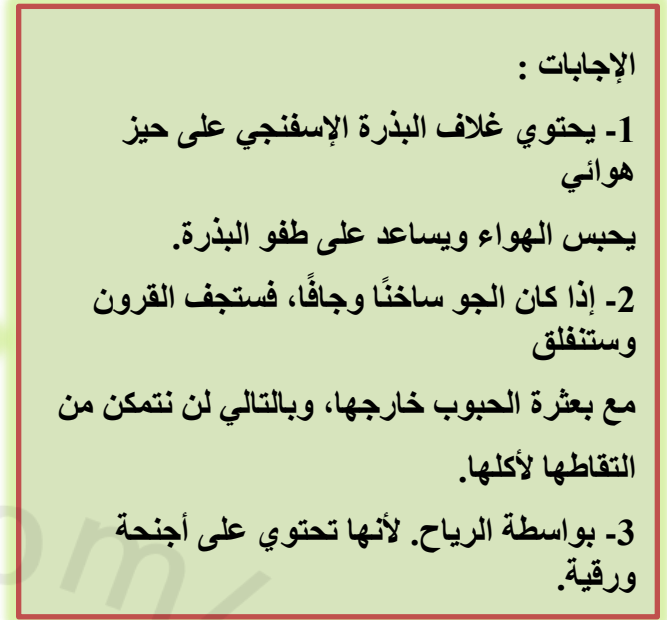 الإجابات :
1- يحتوي غلاف البذرة الإسفنجي على حيز
هوائي
يحبس الهواء ويساعد على طفو البذرة.
2- إذا كان الجو ساخنًا وجافًا، فستجف القرون
وستنفلق
مع بعثرة الحبوب خارجها، وبالتالي لن نتمكن من
التقاطها لأكلها.
3- بواسطة الرياح. لأنها تحتوي على أجنحة
ورقية.
om/